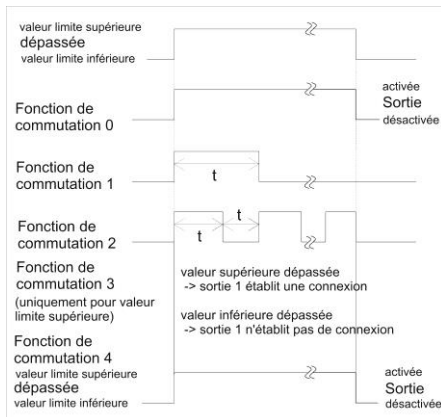 valeur limite supérieure
dépassée
valeur limite inférieure
activée
Sortie
désactivée
Fonction de
commutation 0
Fonction de
commutation 1
t
Fonction de
commutation 2
t
t
Fonction de
commutation 3
(uniquement pour valeur
limite supérieure)
valeur supérieure dépassée
-> sortie 1 établit une connexion
valeur inférieure dépassée
-> sortie 1 n'établit pas de connexion
Fonction de
commutation 4
valeur limite supérieure
dépassée
valeur limite inférieure
activée
Sortie
désactivée